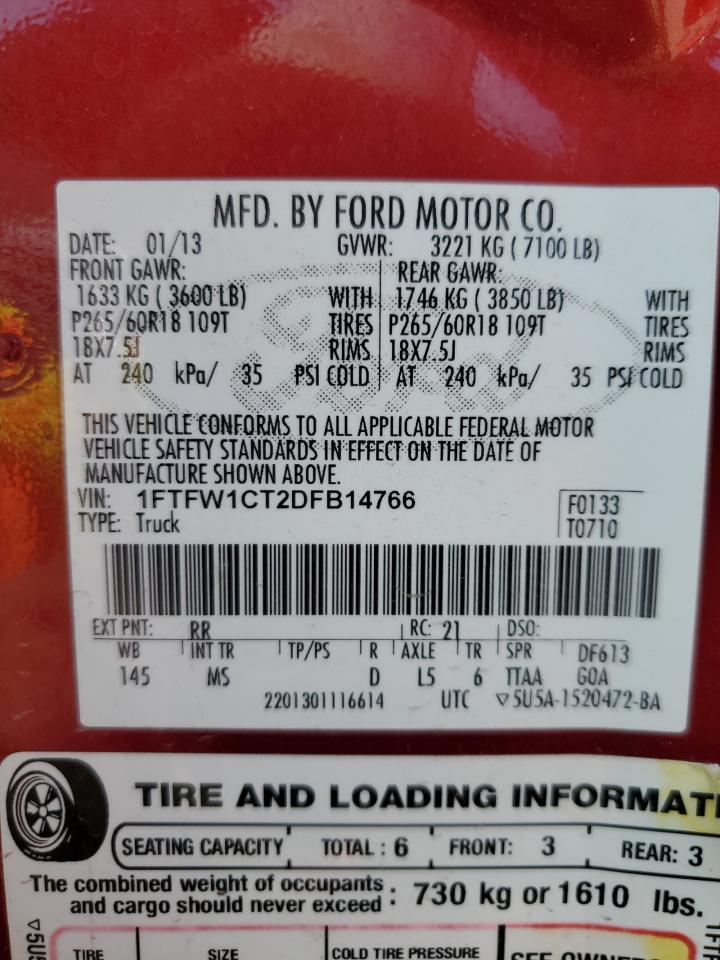 MFD. BY FORD MOTOR CO.
DATE: 01/13 GVWR: 3221 KG ( 7100 LB)
FRONT GAWR: REAR GAWR:
1633 KG ( 3600 LB) WITH 1746 KG ( 3850 LB) WITH
P265/60R18 109T TIRES P265/60R18 109T TIRES
18X7.5J RIMS 18X7.5J RIMS
AT 240 kPa/ 35 PSI COLD AT 240 kPa/ 35 PSI COLD
THIS VEHICLE CONFORMS TO ALL APPLICABLE FEDERAL MOTOR
VEHICLE SAFETY STANDARDS IN EFFECT ON THE DATE OF
MANUFACTURE SHOWN ABOVE.
VIN: 1FTFW1CT2DFB14766 F0133
TYPE: Truck T0710
EXT PNT: RR RC: 21 DSO:
WB INT TR TP/PS R AXLE TR SPR DF613
145 MS D L5 6 TTAA GOA
2201301116614 UTC ▽5U5A-1520472-BA
TIRE AND LOADING INFORMATI
SEATING CAPACITY TOTAL : 6 FRONT: 3 REAR: 3
The combined weight of occupants
and cargo should never exceed : 730 kg or 1610 lbs.
▽5U5
TIRE SIZE COLD TIRE PRESSURE SEE OWNER